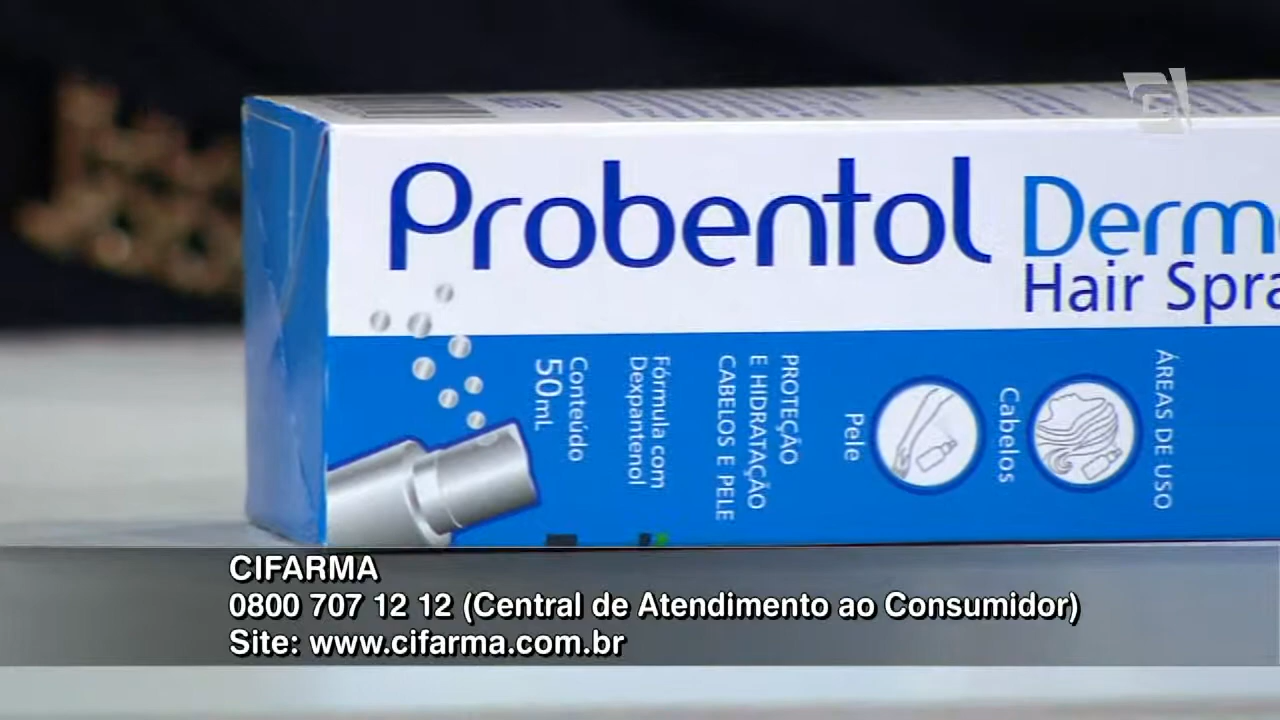 Probentol Derm
Hair Spra
ÁREAS DE USO
Cabelos
Pele
PROTEÇÃO
E HIDRATAÇÃO
CABELOS E PELE
Fórmula com
Dexpantenol
Conteúdo
50mL
CIFARMA
0800 707 12 12 (Central de Atendimento ao Consumidor)
Site: www.cifarma.com.br